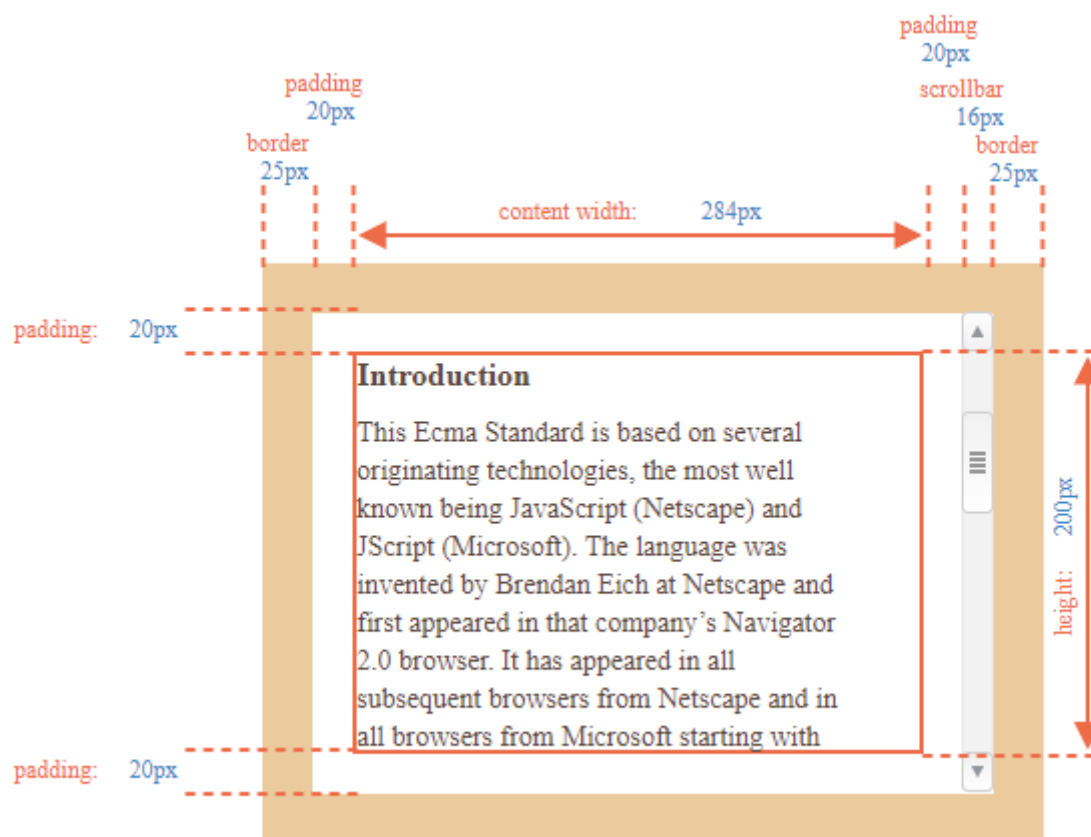 padding
20px
scrollbar
16px
border
25px
padding
20px
border
25px
content width: 284px
padding: 20px
Introduction
This Ecma Standard is based on several
originating technologies, the most well
known being JavaScript (Netscape) and
JScript (Microsoft). The language was
invented by Brendan Eich at Netscape and
first appeared in that company’s Navigator
2.0 browser. It has appeared in all
subsequent browsers from Netscape and in
all browsers from Microsoft starting with
height: 200px
padding: 20px